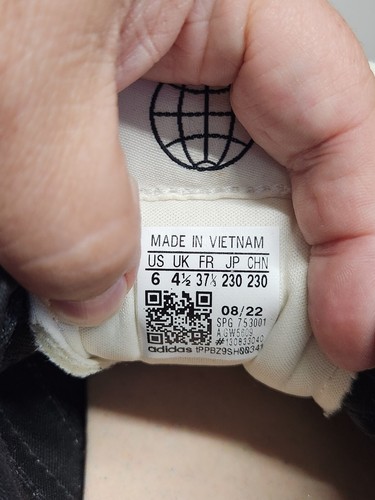 MADE IN VIETNAM
US UK FR JP CHN
6 4½ 37⅓ 230 230
08/22
SPG 753001
adidas